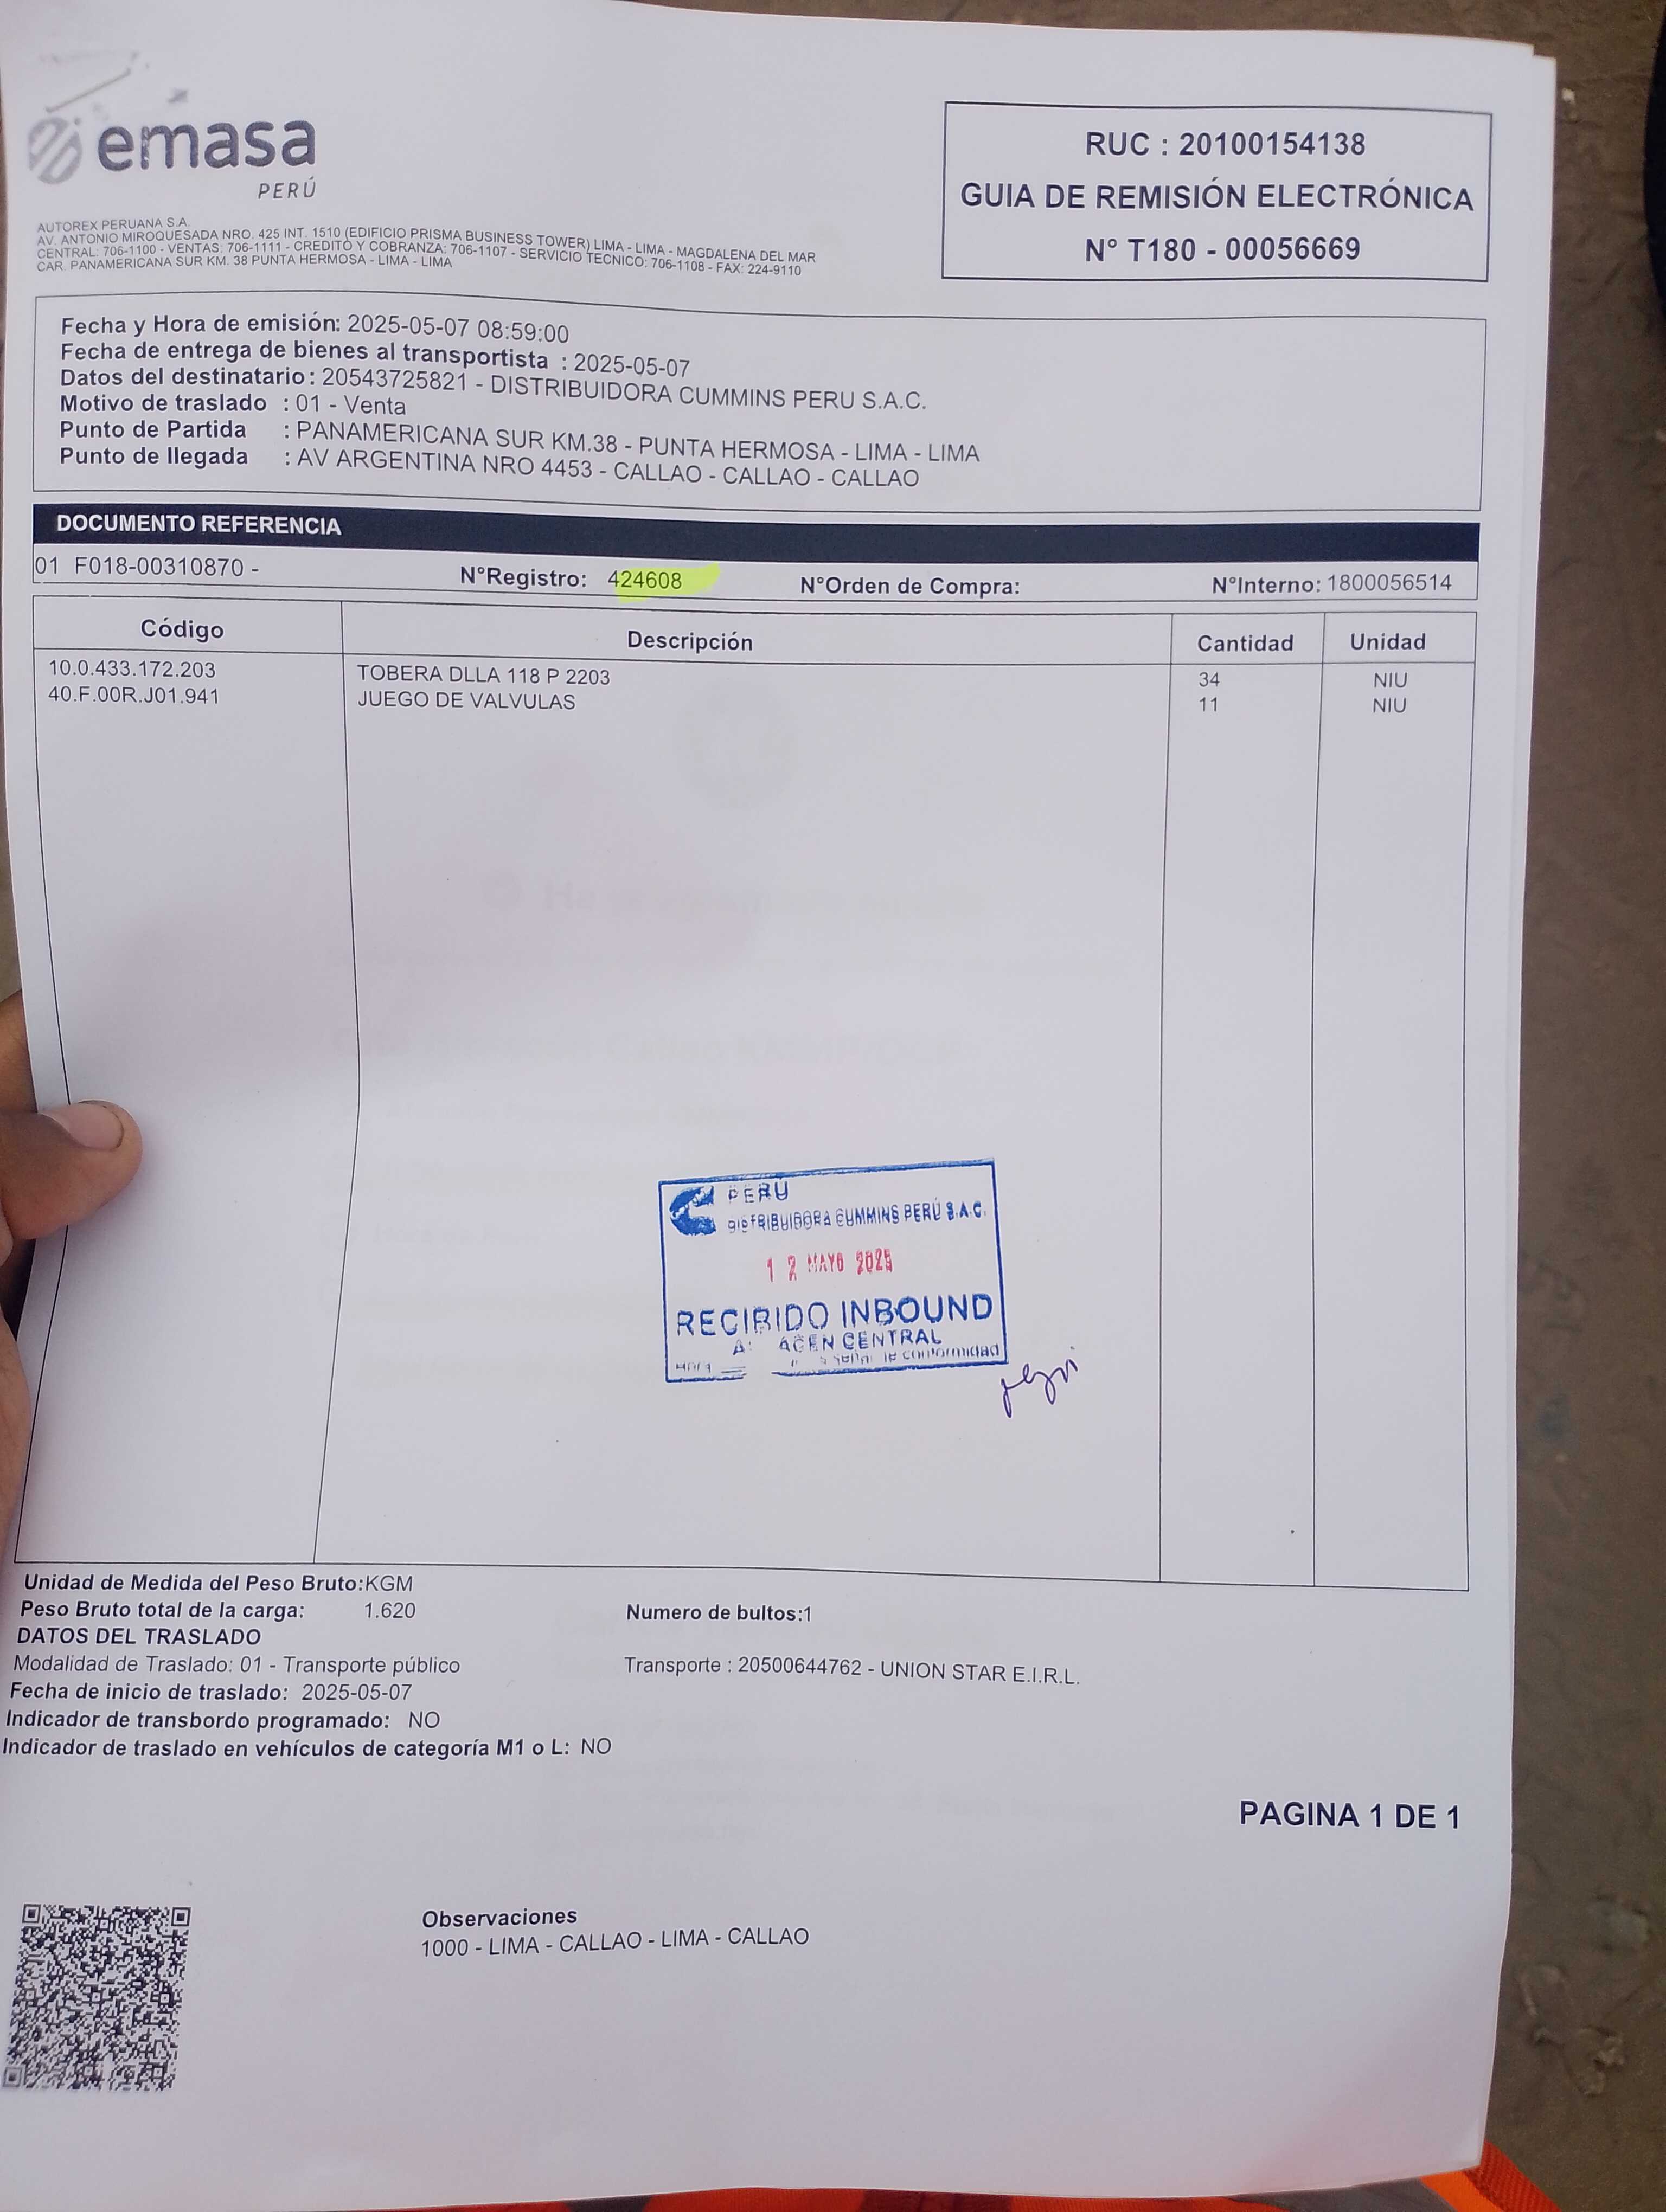 emasa
PERÚ
RUC : 20100154138
GUIA DE REMISIÓN ELECTRÓNICA
N° T180 - 00056669
AUTOREX PERUANA S.A.
AV. ANTONIO MIROQUESADA NRO. 425 INT. 1510 (EDIFICIO PRISMA BUSINESS TOWER) LIMA - LIMA - MAGDALENA DEL MAR
CENTRAL: 706-1100 - VENTAS: 706-1111 - CREDITO Y COBRANZA: 706-1107 - SERVICIO TECNICO: 706-1108 - FAX: 224-9110
CAR. PANAMERICANA SUR KM. 38 PUNTA HERMOSA - LIMA - LIMA
Fecha y Hora de emisión: 2025-05-07 08:59:00
Fecha de entrega de bienes al transportista : 2025-05-07
Datos del destinatario : 20543725821 - DISTRIBUIDORA CUMMINS PERU S.A.C.
Motivo de traslado : 01 - Venta
Punto de Partida : PANAMERICANA SUR KM.38 - PUNTA HERMOSA - LIMA - LIMA
Punto de llegada : AV ARGENTINA NRO 4453 - CALLAO - CALLAO - CALLAO
DOCUMENTO REFERENCIA
01 F018-00310870 - N°Registro: 424608 N°Orden de Compra: N°Interno: 1800056514
Código Descripción Cantidad Unidad
10.0.433.172.203 TOBERA DLLA 118 P 2203 34 NIU
40.F.00R.J01.941 JUEGO DE VALVULAS 11 NIU
PERÚ
DISTRIBUIDORA CUMMINS PERÚ S.A.C.
12 MAYO 2025
RECIBIDO INBOUND
CENTRAL
conformidad
Unidad de Medida del Peso Bruto:KGM
Peso Bruto total de la carga: 1.620 Numero de bultos:1
DATOS DEL TRASLADO
Modalidad de Traslado: 01 - Transporte público Transporte : 20500644762 - UNION STAR E.I.R.L.
Fecha de inicio de traslado: 2025-05-07
Indicador de transbordo programado: NO
Indicador de traslado en vehículos de categoría M1 o L: NO
PAGINA 1 DE 1
Observaciones
1000 - LIMA - CALLAO - LIMA - CALLAO